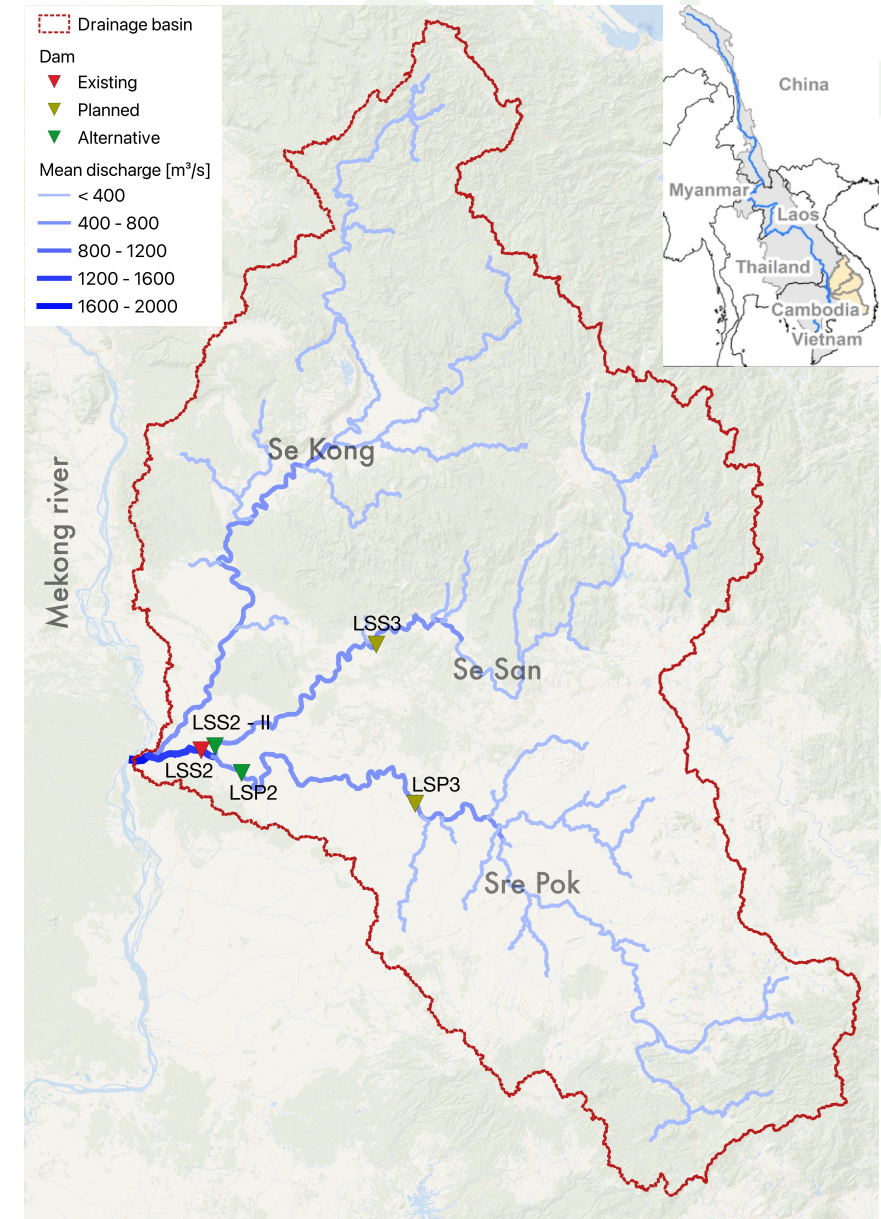 Drainage basin
Dam
Existing
Planned
Alternative
Mean discharge [m³/s]
< 400
400 - 800
800 - 1200
1200 - 1600
1600 - 2000
China
Myanmar
Laos
Thailand
Cambodia
Vietnam
Se Kong
Mekong river
LSS3
Se San
LSS2 - II
LSS2
LSP2
LSP3
Sre Pok